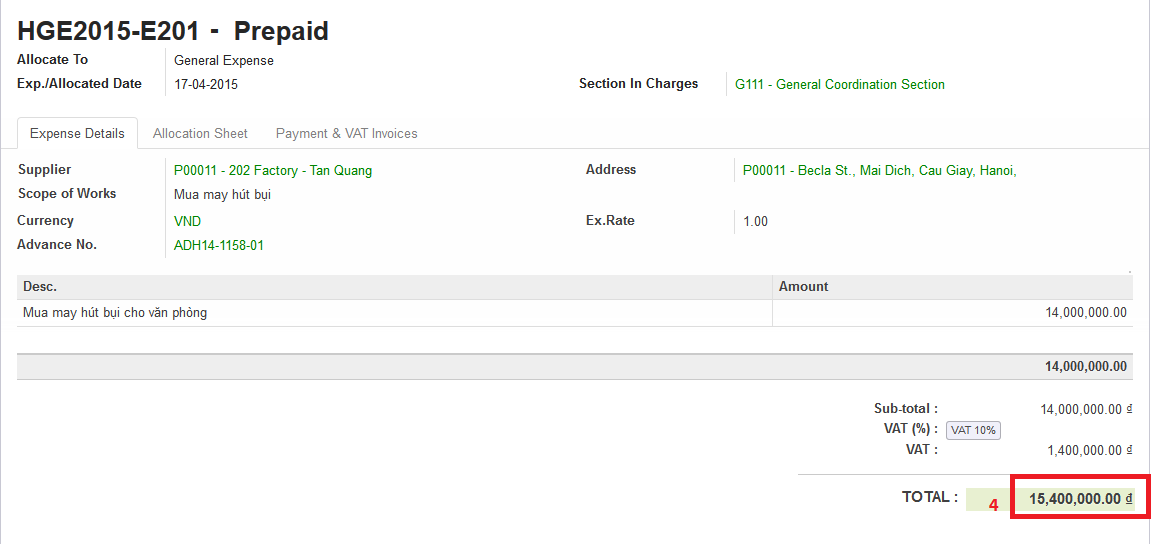 HGE2015-E201 - Prepaid
Allocate To General Expense
Exp./Allocated Date 17-04-2015 Section In Charges G111 - General Coordination Section
Expense Details Allocation Sheet Payment & VAT Invoices
Supplier P00011 - 202 Factory - Tan Quang Address P00011 - Becla St., Mai Dich, Cau Giay, Hanoi,
Scope of Works Mua may hút bụi
Currency VND Ex.Rate 1.00
Advance No. ADH14-1158-01
Desc. Amount
Mua may hút bụi cho văn phòng 14,000,000.00
14,000,000.00
Sub-total : 14,000,000.00 đ
VAT (%) : VAT 10%
VAT : 1,400,000.00 đ
TOTAL : 4 15,400,000.00 đ